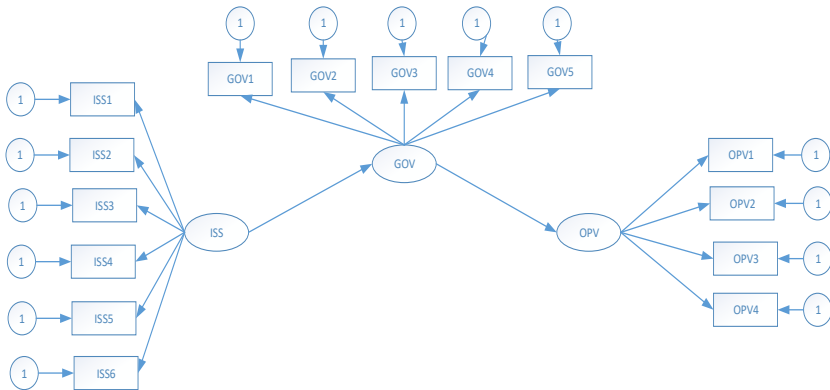 1 1 1 1 1
GOV1 GOV2 GOV3 GOV4 GOV5
1 ISS1
1 ISS2
1 ISS3
1 ISS4
1 ISS5
1 ISS6
ISS
GOV
OPV
OPV1 1
OPV2 1
OPV3 1
OPV4 1